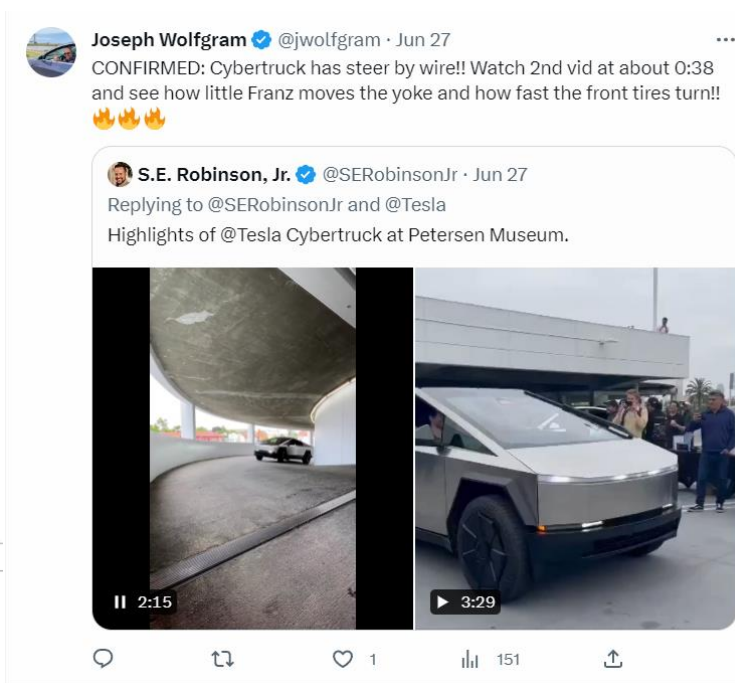 Joseph Wolfgram @jwolfgram · Jun 27
CONFIRMED: Cybertruck has steer by wire!! Watch 2nd vid at about 0:38
and see how little Franz moves the yoke and how fast the front tires turn!!
🔥🔥🔥
S.E. Robinson, Jr. @SERobinsonJr · Jun 27
Replying to @SERobinsonJr and @Tesla
Highlights of @Tesla Cybertruck at Petersen Museum.
2:15
3:29
1
151